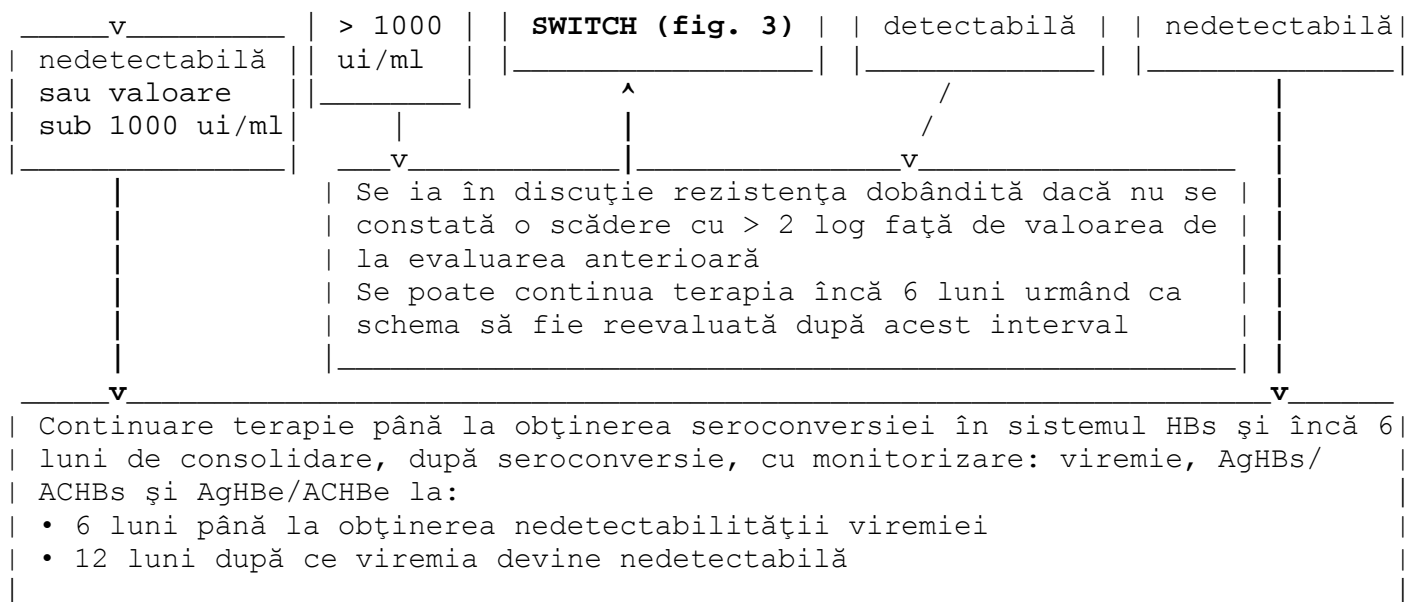 > 1000
SWITCH (fig. 3)
detectabilă
nedetectabilă
nedetectabilă
ui/ml
sau valoare
sub 1000 ui/ml
Se ia în discuţie rezistenţa dobândită dacă nu se
constată o scădere cu > 2 log faţă de valoarea de
la evaluarea anterioară
Se poate continua terapia încă 6 luni urmând ca
schema să fie reevaluată după acest interval
Continuare terapie până la obţinerea seroconversiei în sistemul HBs şi încă 6
luni de consolidare, după seroconversie, cu monitorizare: viremie, AgHBs/
ACHBs şi AgHBe/ACHBe la:
• 6 luni până la obţinerea nedetectabilităţii viremiei
• 12 luni după ce viremia devine nedetectabilă